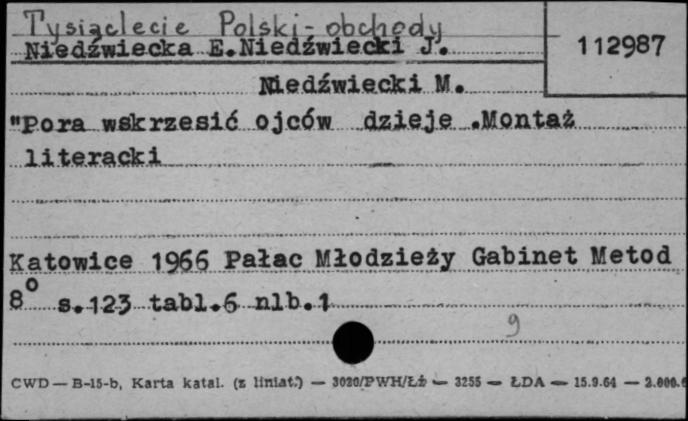 Tysiąclecie Polski - obchody
Niedźwiecka E.Niedźwiecki J.
112987
Niedźwiecki M.
"Pora wskrzesić ojców dzieje .Montaż
literacki
Katowice 1966 Pałac Młodzieży Gabinet Metod
8° s.123 tabl.6 nlb.1
9
CWD — B-15-b, Karta katal. (z liniat.) — 3020/PWH/Łż — 3255 — ŁDA — 15.9.64 — 2.000.